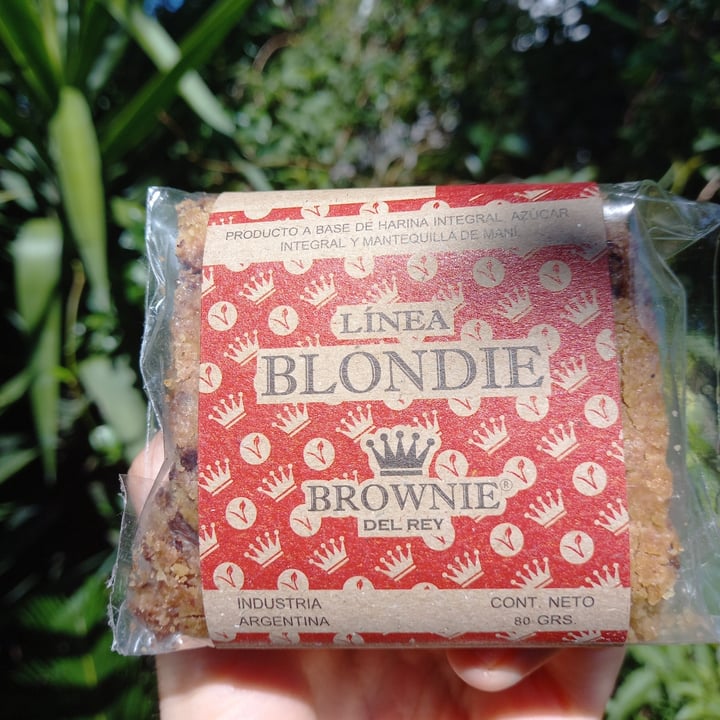 PRODUCTO A BASE DE HARINA INTEGRAL, AZÚCAR
INTEGRAL Y MANTEQUILLA DE MANÍ.
LÍNEA
BLONDIE
BROWNIE®
DEL REY
INDUSTRIA
ARGENTINA
CONT. NETO
80 GRS.